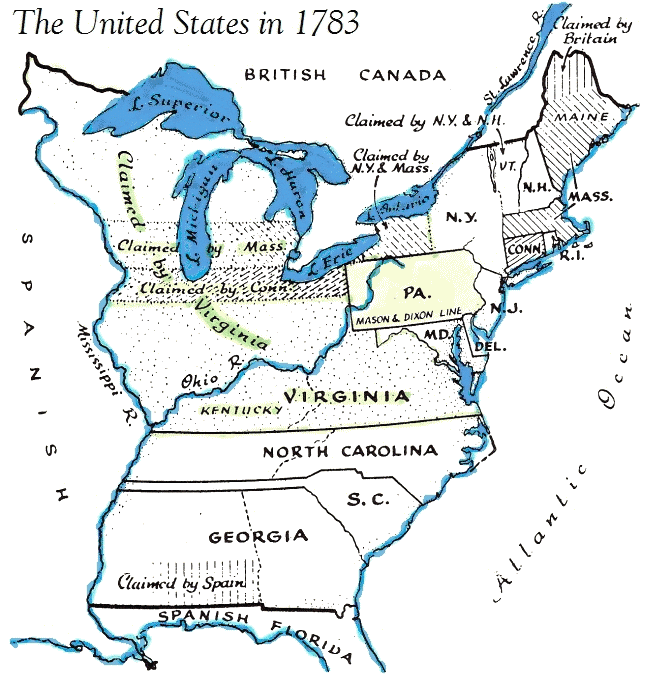 The United States in 1783
Claimed by
Britain
BRITISH CANADA
St. Lawrence R.
L. Superior
Claimed by N.Y. & N.H.
MAINE
Claimed by
N.Y. & Mass.
VT.
L. Michigan
L. Huron
N.H.
MASS.
L. Ontario
N.Y.
Claimed by Virginia
Claimed by Mass.
CONN.
R.I.
L. Erie
Claimed by Conn.
PA.
N.J.
MASON & DIXON LINE
MD.
DEL.
SPANISH
Mississippi R.
Ohio R.
VIRGINIA
KENTUCKY
Atlantic Ocean
NORTH CAROLINA
S.C.
GEORGIA
Claimed by Spain
SPANISH FLORIDA